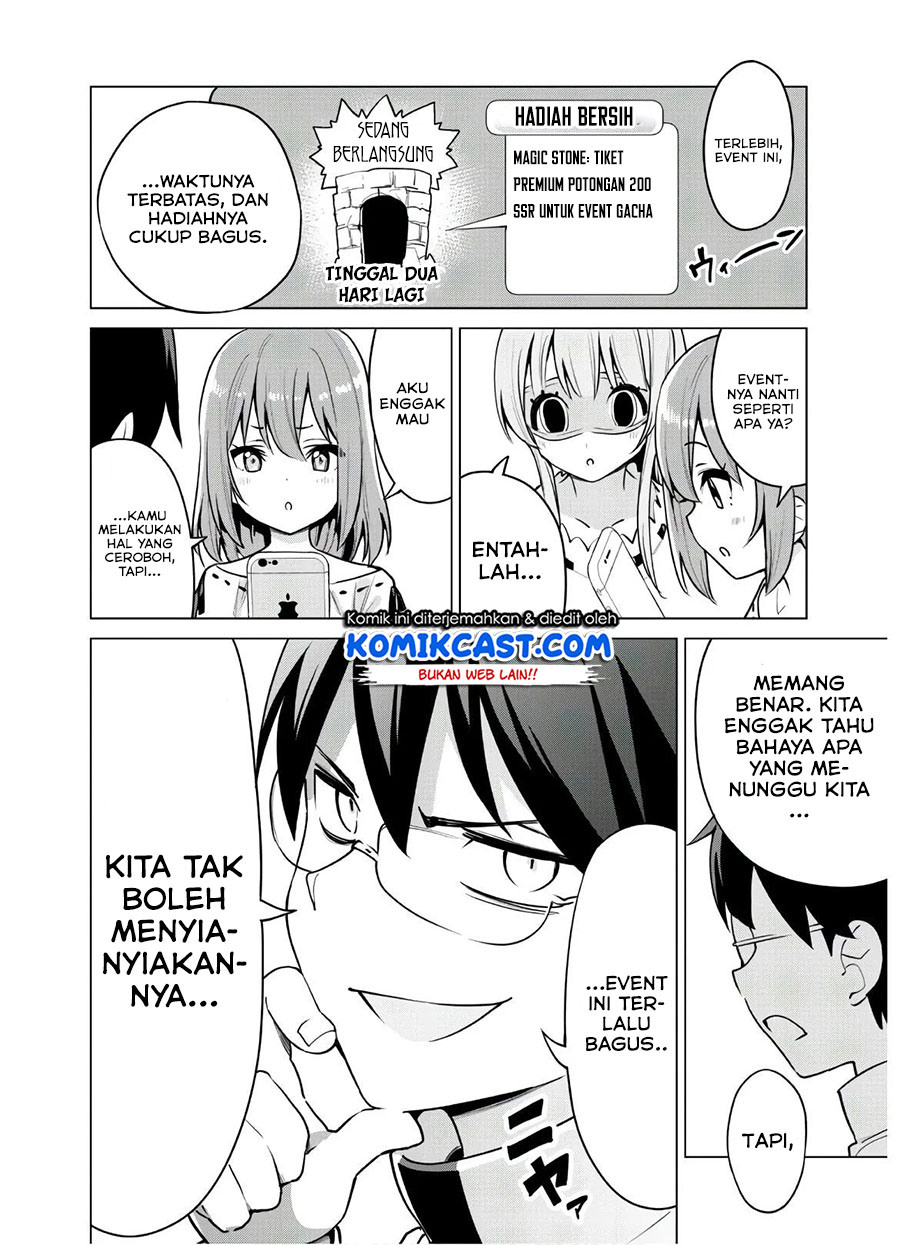 TERLEBIH,
EVENT INI,
HADIAH BERSIH
MAGIC STONE: TIKET
PREMIUM POTONGAN 200
SSR UNTUK EVENT GACHA
SEDANG
BERLANGSUNG
TINGGAL DUA
HARI LAGI
...WAKTUNYA
TERBATAS, DAN
HADIAHNYA
CUKUP BAGUS.
ウィーン
EVENT-
NYA NANTI
SEPERTI
APA YA?
ENTAH-
LAH...
AKU
ENGGAK
MAU
...KAMU
MELAKUKAN
HAL YANG
CEROBOH,
TAPI...
Komik ini diterjemahkan & diedit oleh
KOMIKCAST.COM
BUKAN WEB LAIN!!
MEMANG
BENAR. KITA
ENGGAK TAHU
BAHAYA APA
YANG ME-
NUNGGU KITA
...
TAPI,
...EVENT
INI TER-
LALU
BAGUS..
KITA TAK
BOLEH
MENYIA-
NYIAKAN-
NYA...
ニヤ